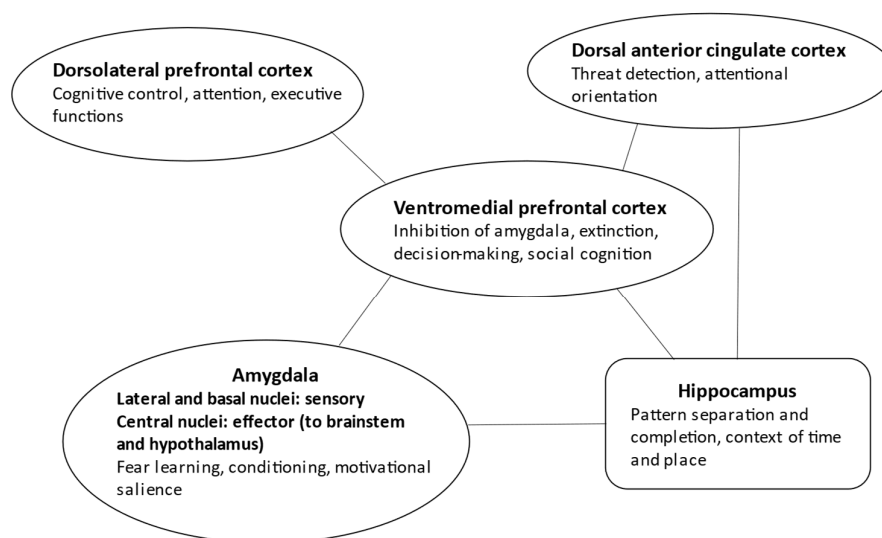 Dorsolateral prefrontal cortex
Cognitive control, attention, executive
functions
Dorsal anterior cingulate cortex
Threat detection, attentional
orientation
Ventromedial prefrontal cortex
Inhibition of amygdala, extinction,
decision-making, social cognition
Amygdala
Lateral and basal nuclei: sensory
Central nuclei: effector (to brainstem
and hypothalamus)
Fear learning, conditioning, motivational
salience
Hippocampus
Pattern separation and
completion, context of time
and place